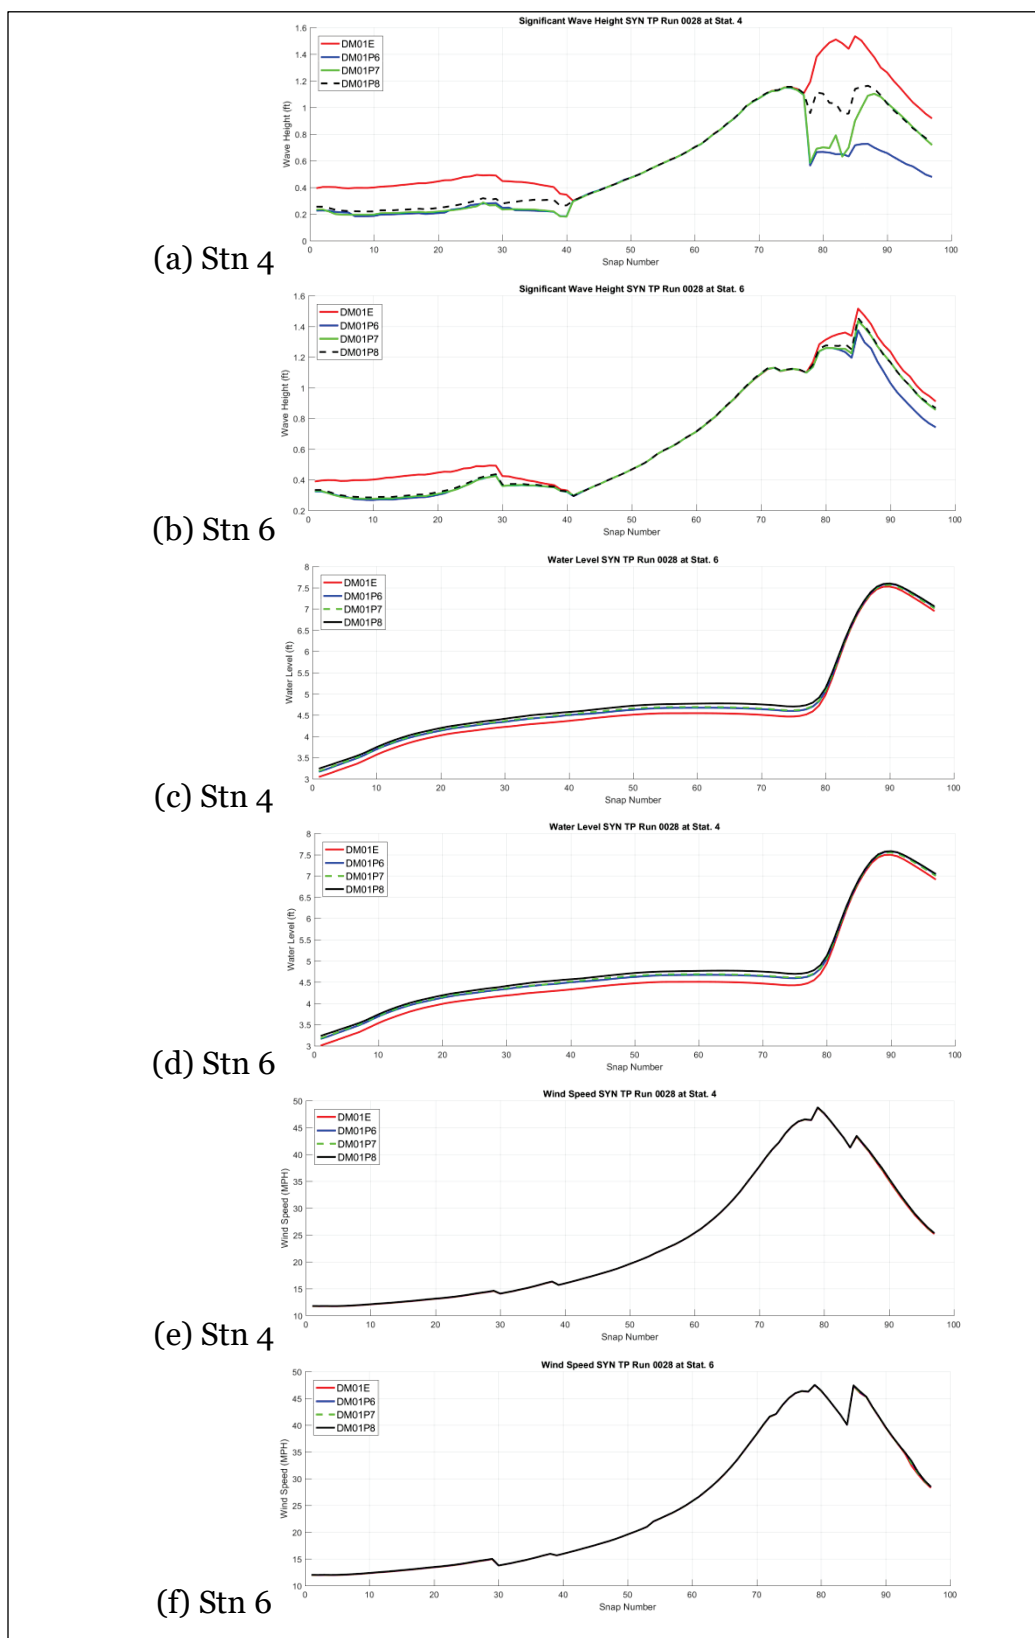 Significant Wave Height SYN TP Run 0028 at Stat. 4
DM01E
DM01P6
DM01P7
DM01P8
Wave Height (ft)
1.6
1.4
1.2
1
0.8
0.6
0.4
0.2
0
0 10 20 30 40 50 60 70 80 90 100
Snap Number
(a) Stn 4
Significant Wave Height SYN TP Run 0028 at Stat. 6
DM01E
DM01P6
DM01P7
DM01P8
Wave Height (ft)
1.6
1.4
1.2
1
0.8
0.6
0.4
0.2
0 10 20 30 40 50 60 70 80 90 100
Snap Number
(b) Stn 6
Water Level SYN TP Run 0028 at Stat. 6
DM01E
DM01P6
DM01P7
DM01P8
Water Level (ft)
8
7.5
7
6.5
6
5.5
5
4.5
4
3.5
3
0 10 20 30 40 50 60 70 80 90 100
Snap Number
(c) Stn 4
Water Level SYN TP Run 0028 at Stat. 4
DM01E
DM01P6
DM01P7
DM01P8
Water Level (ft)
8
7.5
7
6.5
6
5.5
5
4.5
4
3.5
3
0 10 20 30 40 50 60 70 80 90 100
Snap Number
(d) Stn 6
Wind Speed SYN TP Run 0028 at Stat. 4
DM01E
DM01P6
DM01P7
DM01P8
Wind Speed (MPH)
50
45
40
35
30
25
20
15
10
0 10 20 30 40 50 60 70 80 90 100
Snap Number
(e) Stn 4
Wind Speed SYN TP Run 0028 at Stat. 6
DM01E
DM01P6
DM01P7
DM01P8
Wind Speed (MPH)
50
45
40
35
30
25
20
15
10
0 10 20 30 40 50 60 70 80 90 100
Snap Number
(f) Stn 6